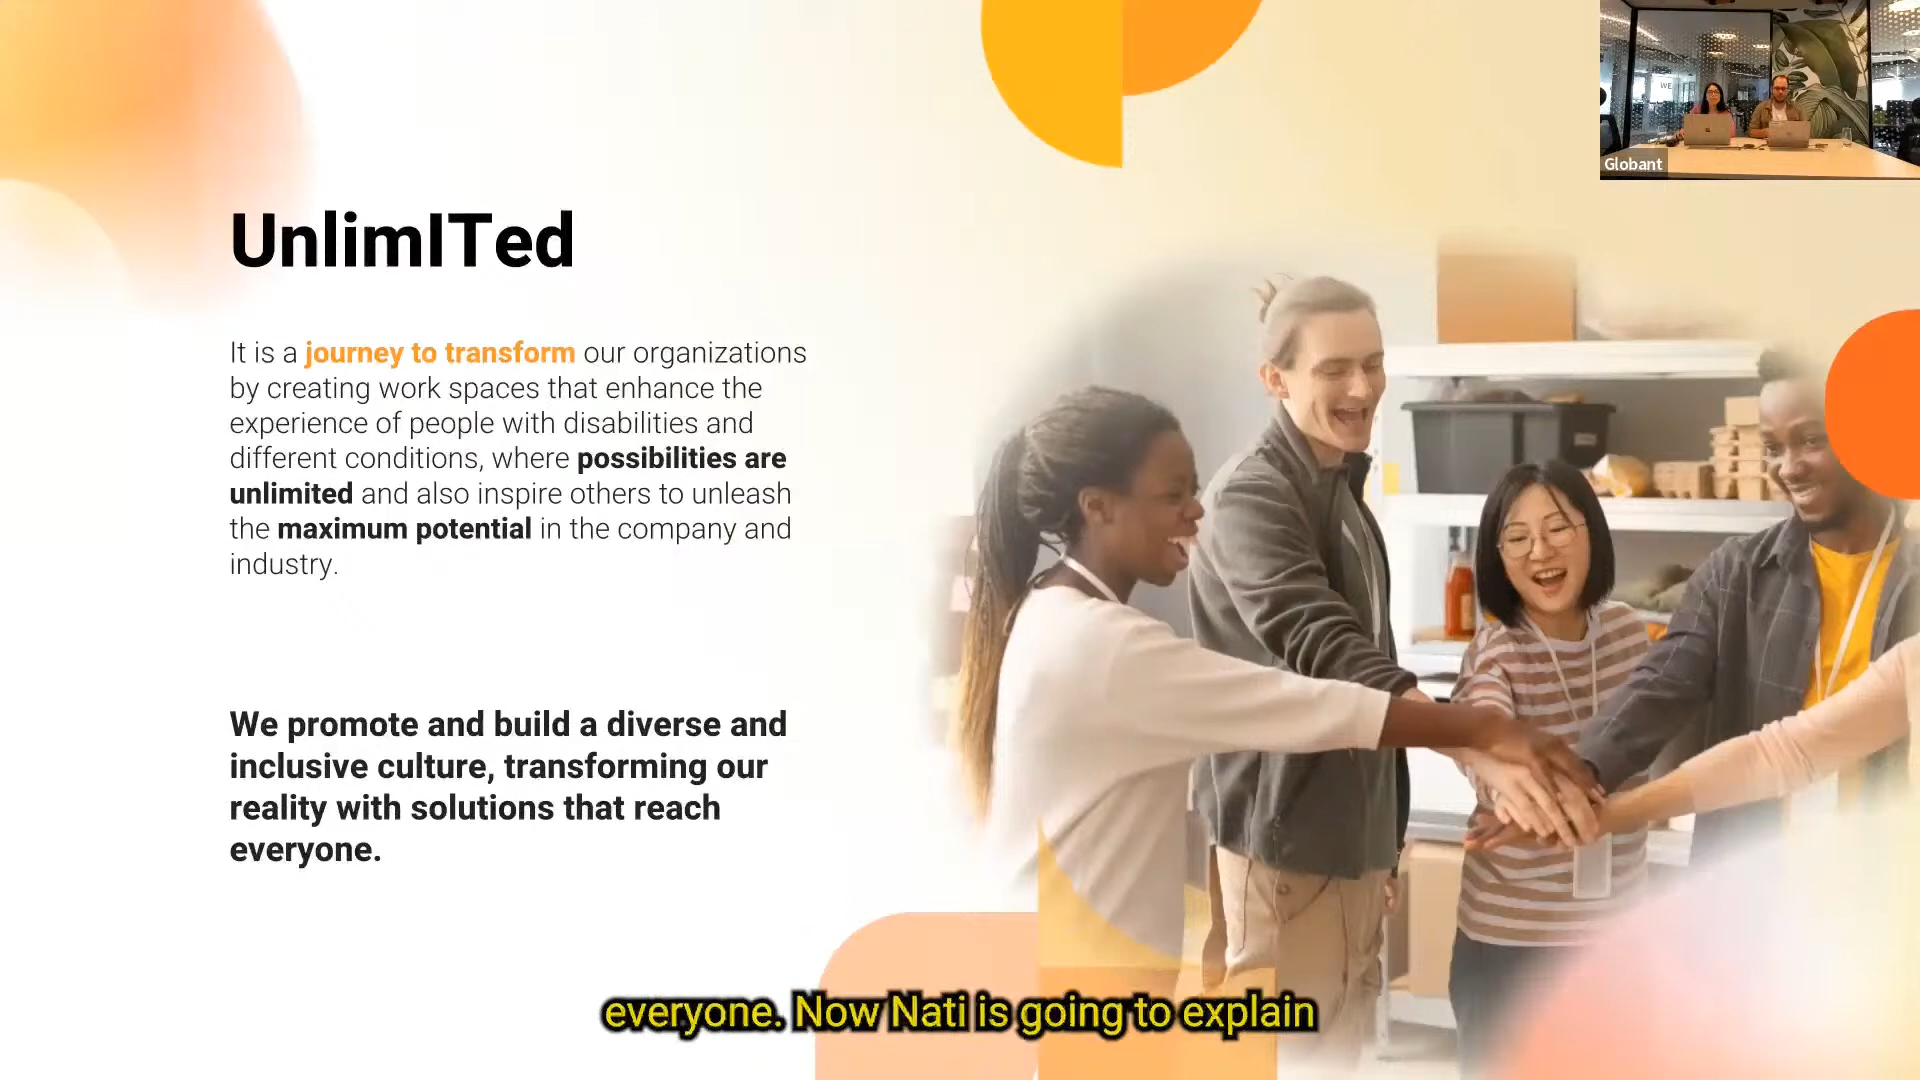 WE
Globant
UnlimITed
It is a journey to transform our organizations
by creating work spaces that enhance the
experience of people with disabilities and
different conditions, where possibilities are
unlimited and also inspire others to unleash
the maximum potential in the company and
industry.
We promote and build a diverse and
inclusive culture, transforming our
reality with solutions that reach
everyone.
everyone. Now Nati is going to explain